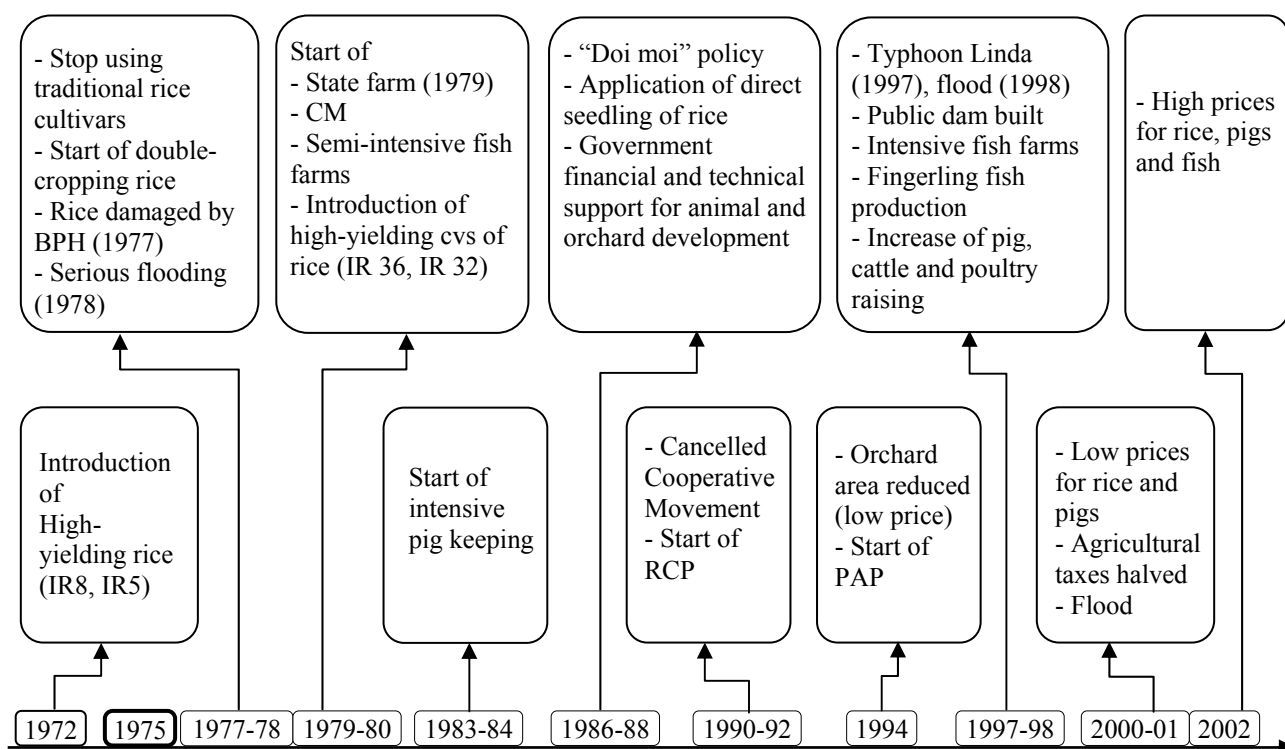 - Stop using
traditional rice
cultivars
- Start of double-
cropping rice
- Rice damaged by
BPH (1977)
- Serious flooding
(1978)
Start of
- State farm (1979)
- CM
- Semi-intensive fish
farms
- Introduction of
high-yielding cvs of
rice (IR 36, IR 32)
- “Doi moi” policy
- Application of direct
seedling of rice
- Government
financial and technical
support for animal and
orchard development
- Typhoon Linda
(1997), flood (1998)
- Public dam built
- Intensive fish farms
- Fingerling fish
production
- Increase of pig,
cattle and poultry
raising
- High prices
for rice, pigs
and fish
Introduction
of
High-
yielding rice
(IR8, IR5)
Start of
intensive
pig keeping
- Cancelled
Cooperative
Movement
- Start of
RCP
- Orchard
area reduced
(low price)
- Start of
PAP
- Low prices
for rice and
pigs
- Agricultural
taxes halved
- Flood
1972
1975
1977-78
1979-80
1983-84
1986-88
1990-92
1994
1997-98
2000-01
2002